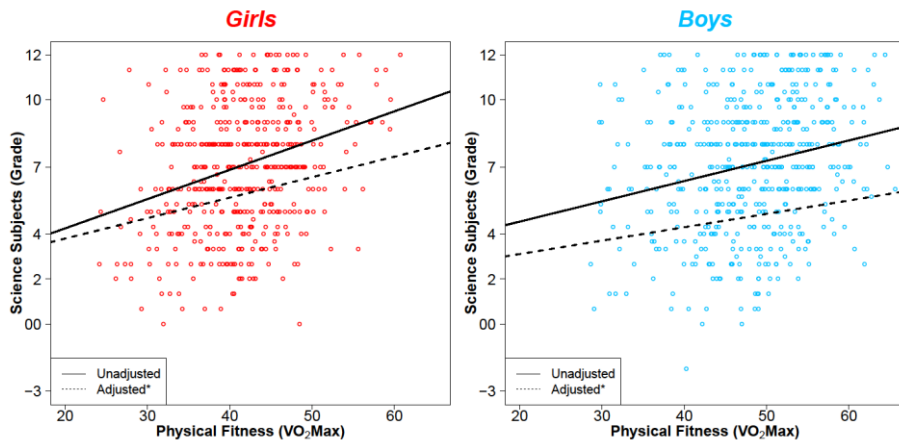 Girls
Boys
Science Subjects (Grade)
12
10
7
4
2
00
−3
Unadjusted
Adjusted*
20 30 40 50 60
Physical Fitness (VO₂Max)
Science Subjects (Grade)
12
10
7
4
2
00
−3
Unadjusted
Adjusted*
20 30 40 50 60
Physical Fitness (VO₂Max)